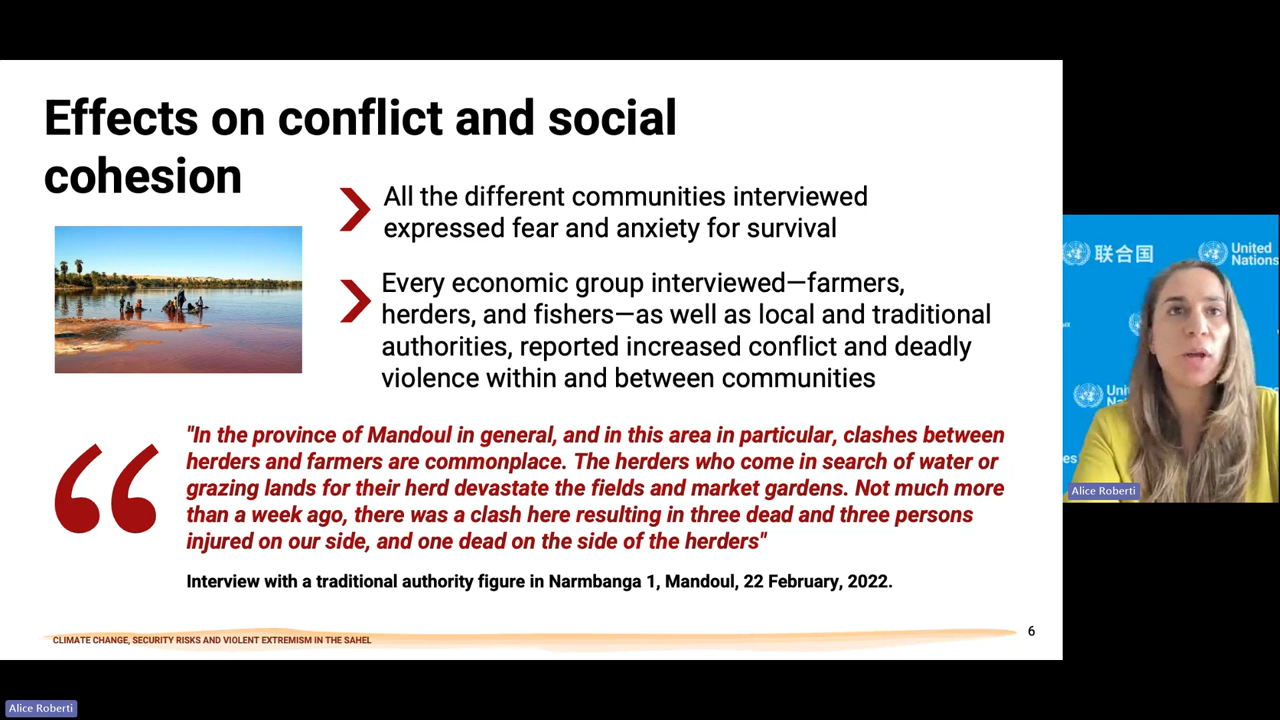 Effects on conflict and social
cohesion
All the different communities interviewed
expressed fear and anxiety for survival
Every economic group interviewed—farmers,
herders, and fishers—as well as local and traditional
authorities, reported increased conflict and deadly
violence within and between communities
"In the province of Mandoul in general, and in this area in particular, clashes between
herders and farmers are commonplace. The herders who come in search of water or
grazing lands for their herd devastate the fields and market gardens. Not much more
than a week ago, there was a clash here resulting in three dead and three persons
injured on our side, and one dead on the side of the herders"
Interview with a traditional authority figure in Narmbanga 1, Mandoul, 22 February, 2022.
CLIMATE CHANGE, SECURITY RISKS AND VIOLENT EXTREMISM IN THE SAHEL
6
联合国
United
Nations
Alice Roberti
Alice Roberti